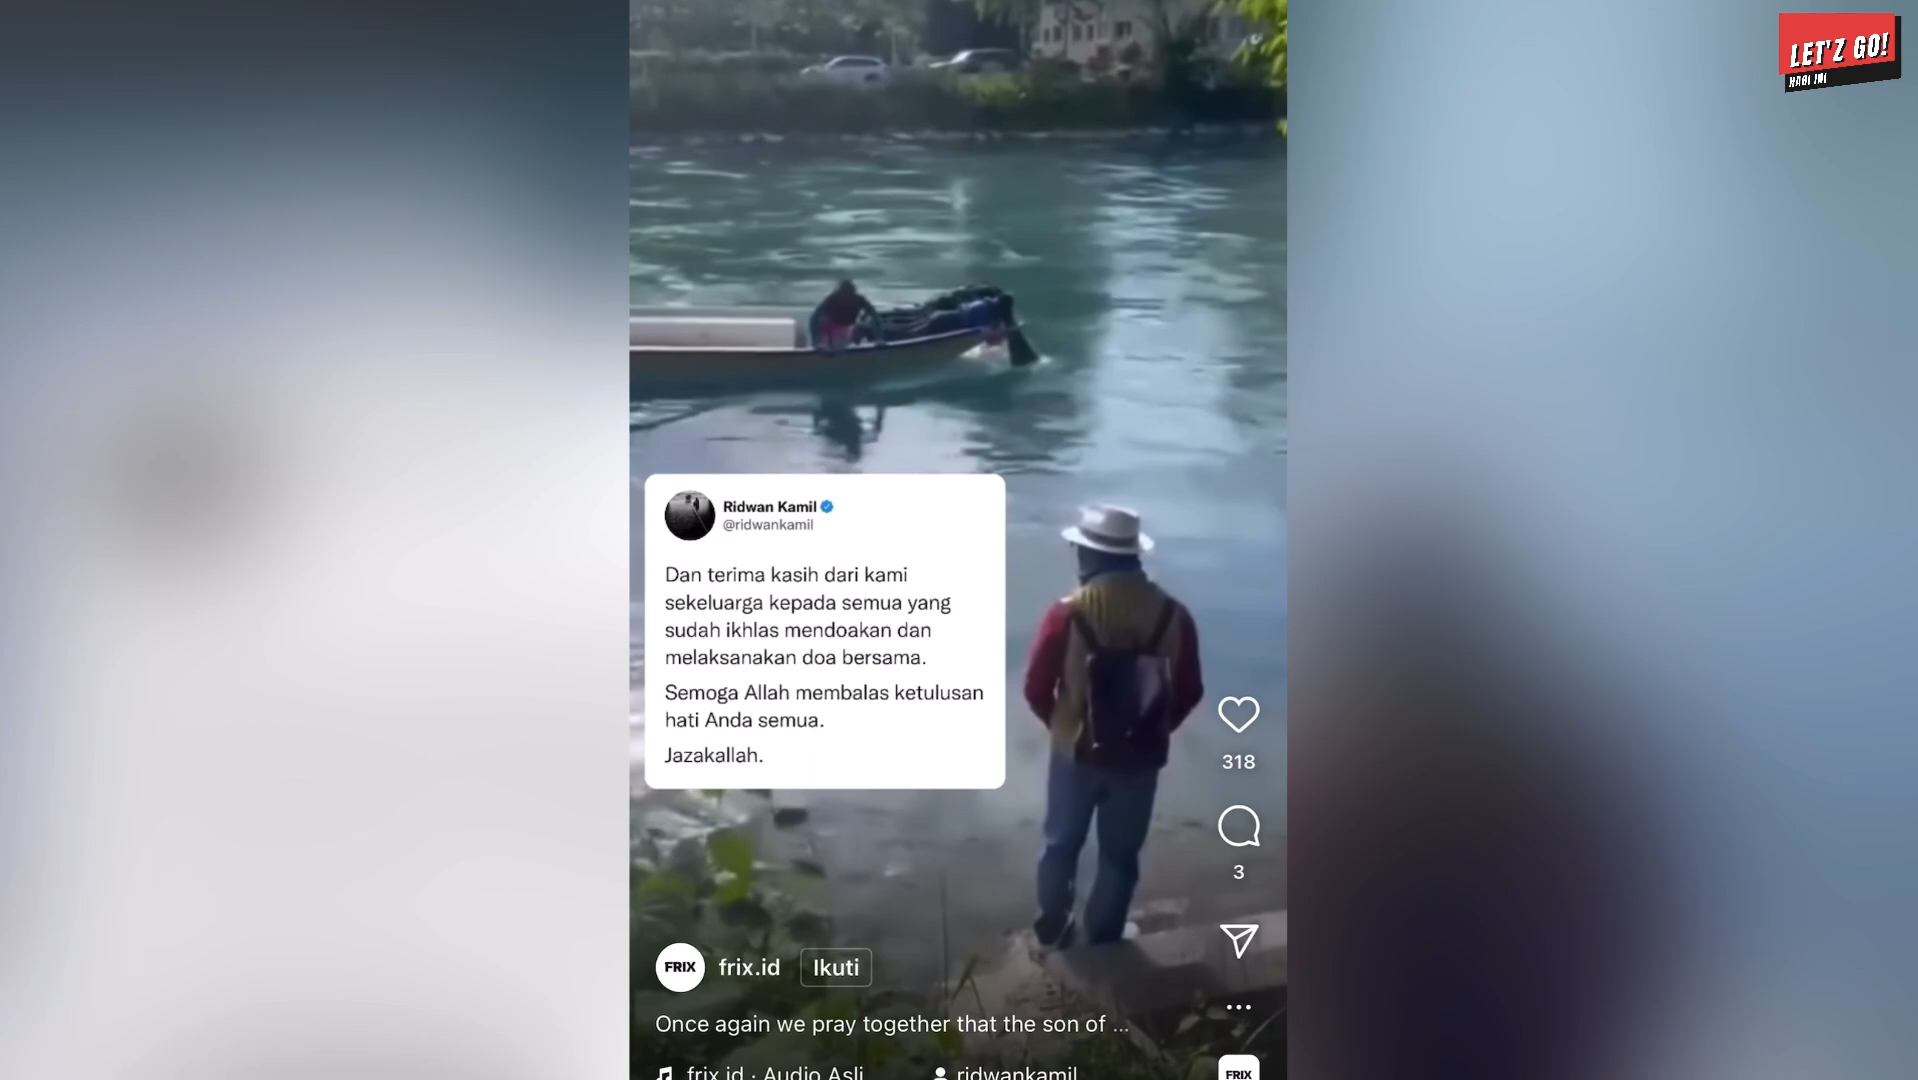 LET'Z GO!
HARI INI
Ridwan Kamil
@ridwankamil
Dan terima kasih dari kami
sekeluarga kepada semua yang
sudah ikhlas mendoakan dan
melaksanakan doa bersama.
Semoga Allah membalas ketulusan
hati Anda semua.
Jazakallah.
318
3
FRIX
frix.id
Ikuti
Once again we pray together that the son of ...
frix.id · Audio Asli
ridwankamil
FRIX